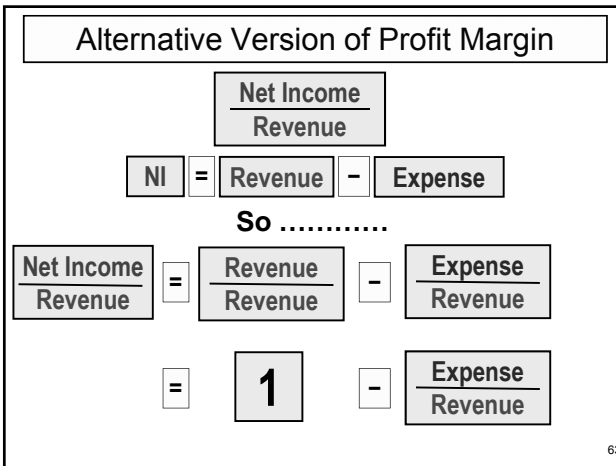 Alternative Version of Profit Margin
Net Income
Revenue
NI = Revenue – Expense
So …………
Net Income = Revenue – Expense
Revenue Revenue Revenue
= 1 – Expense
Revenue